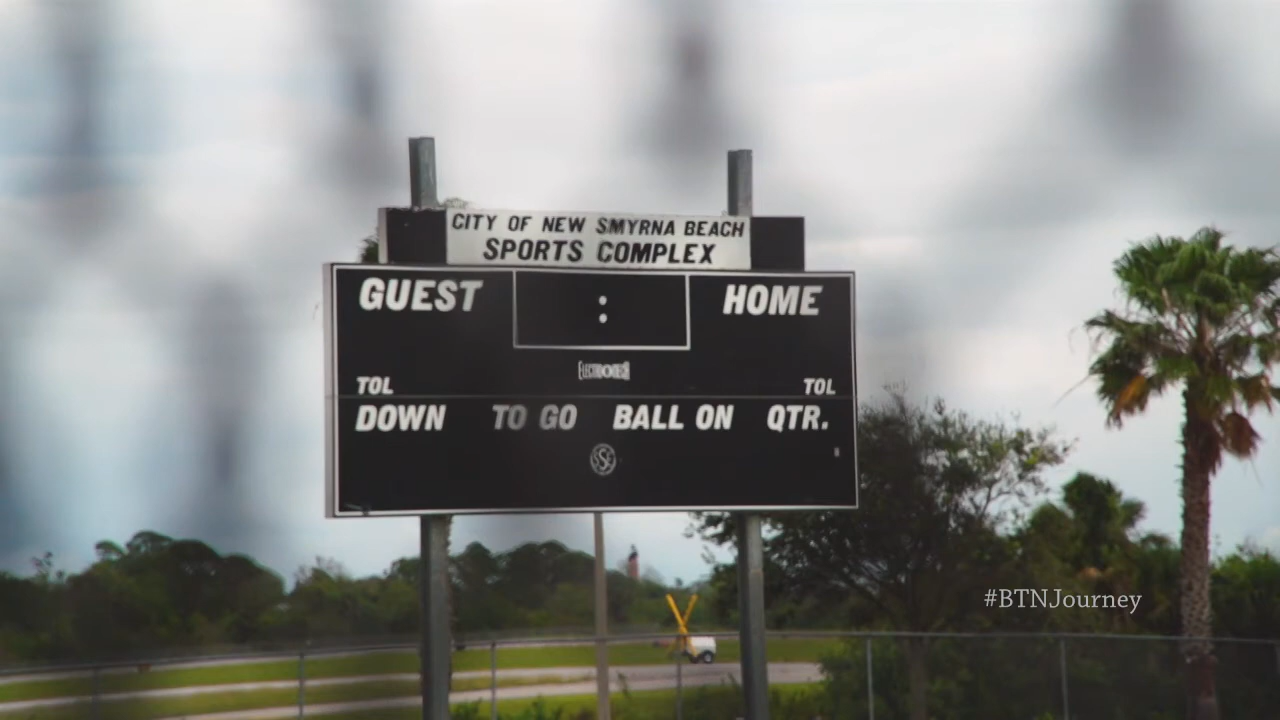 CITY OF NEW SMYRNA BEACH
SPORTS COMPLEX
GUEST : HOME
TOL TOL
DOWN TO GO BALL ON QTR.
#BTNJourney